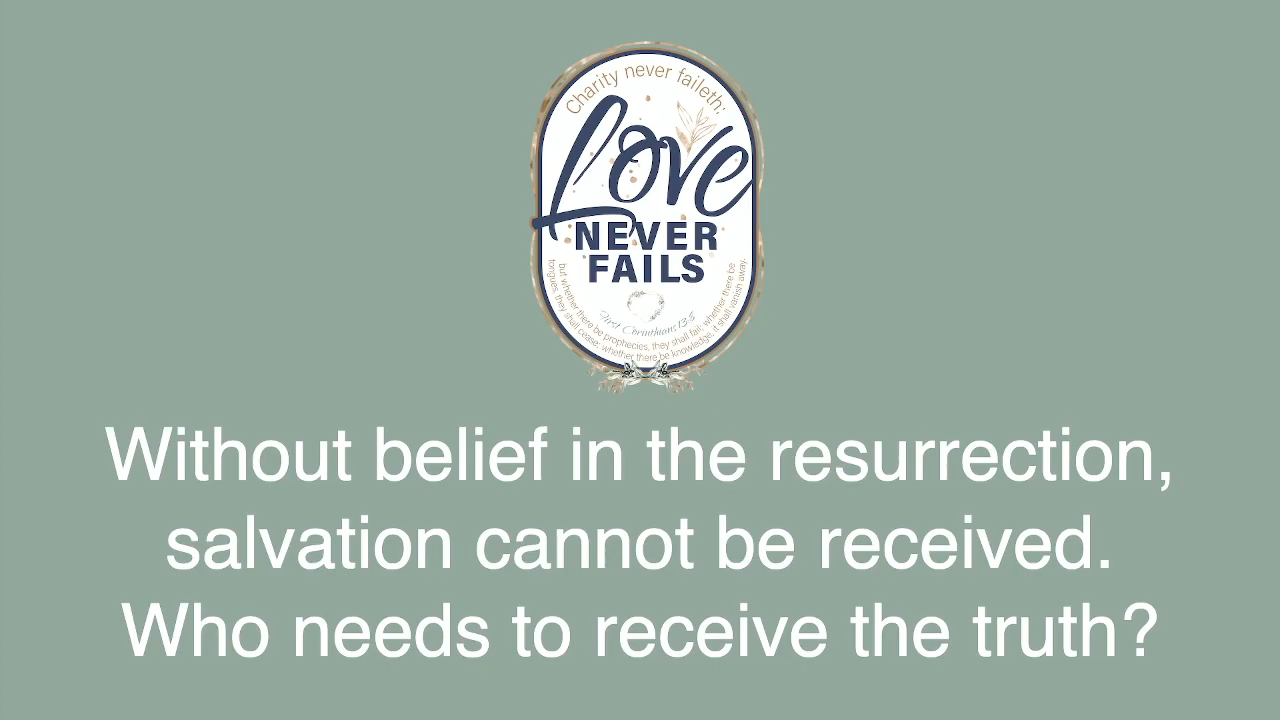 Charity never faileth:
Love
NEVER
FAILS
First Corinthians 13:8
but whether there be prophecies, they shall fail; whether there be
tongues, they shall cease; whether there be knowledge, it shall vanish away.
Without belief in the resurrection,
salvation cannot be received.
Who needs to receive the truth?